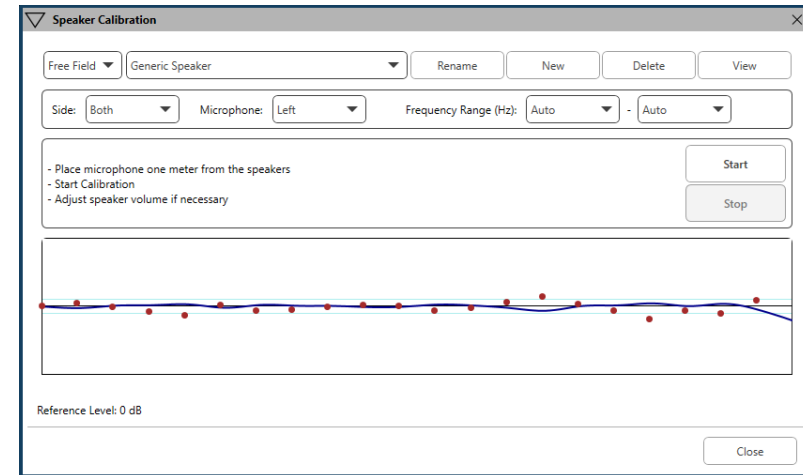 Speaker Calibration
Free Field Generic Speaker Rename New Delete View
Side: Both Microphone: Left Frequency Range (Hz): Auto - Auto
- Place microphone one meter from the speakers
- Start Calibration
- Adjust speaker volume if necessary
Start
Stop
Reference Level: 0 dB
Close